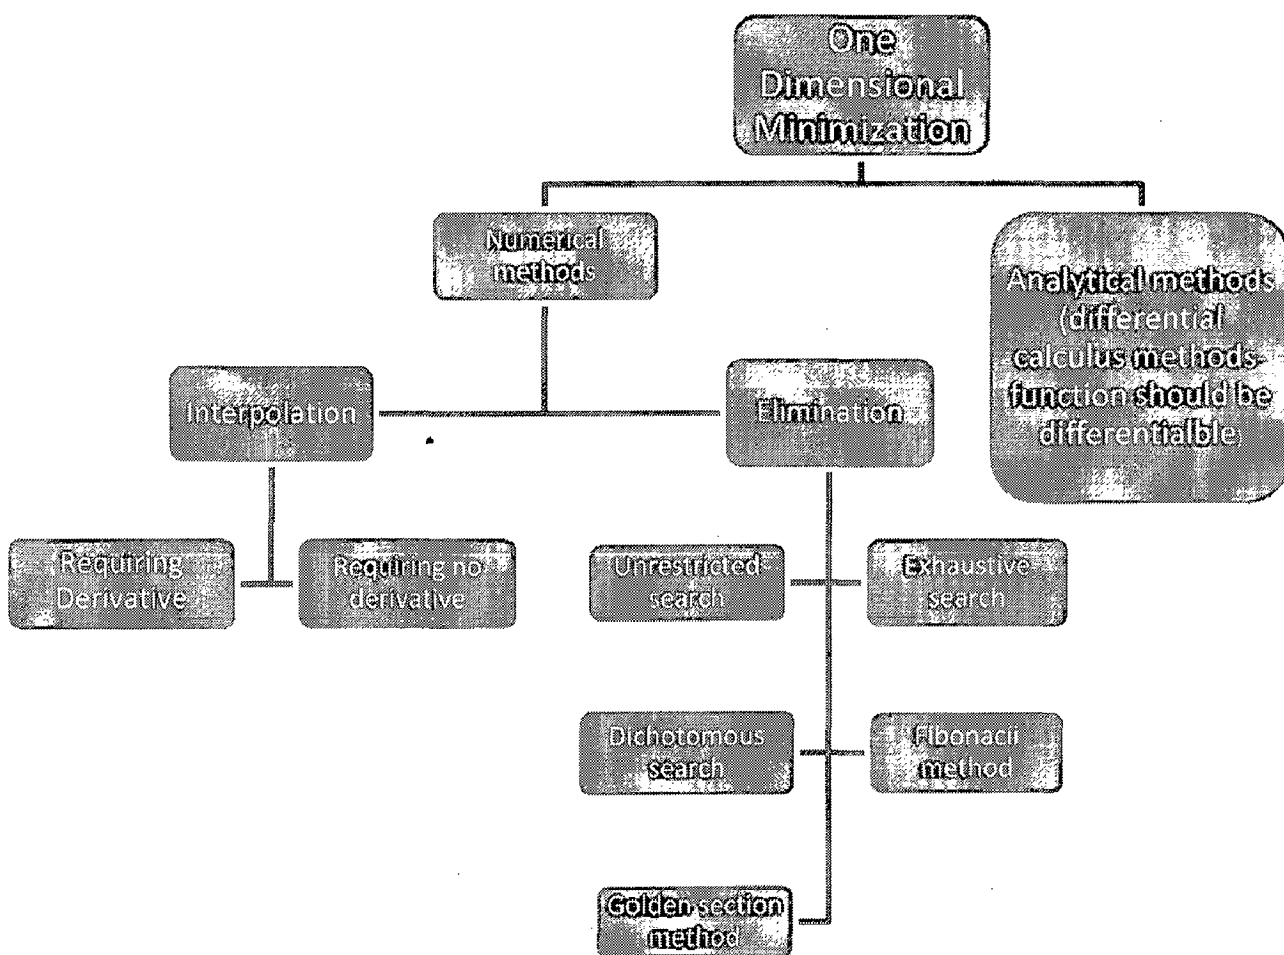 One
Dimensional
Minimization
Numerical
methods
Analytical methods
(differential
calculus methods-
function should be
differentialble
Interpolation
Elimination
Requiring
Derivative
Requiring no
derivative
Unrestricted
search
Exhaustive
search
Dichotomous
search
Fibonacii
method
Golden section
method